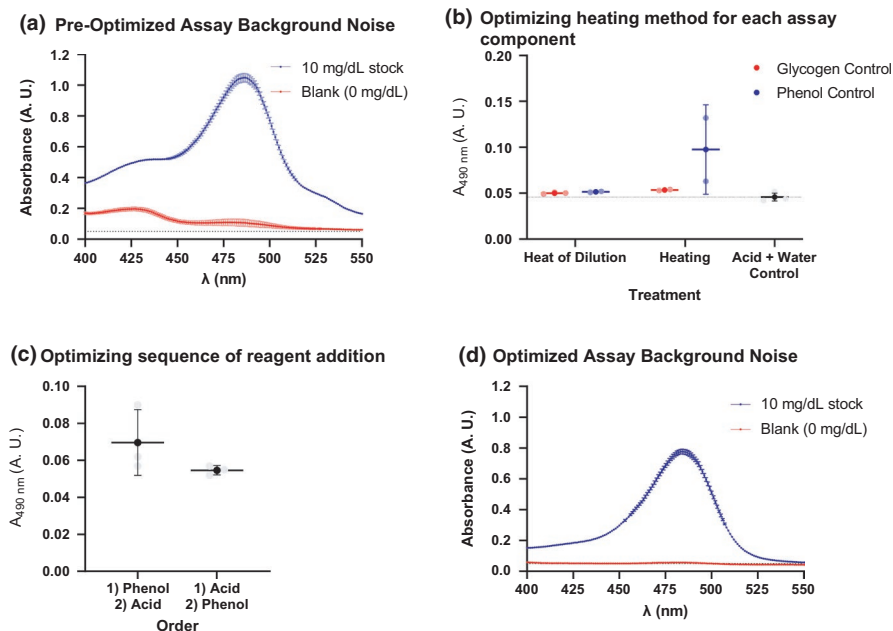 (a) Pre-Optimized Assay Background Noise
1.2
1.0
0.8
0.6
0.4
0.2
0.0
Absorbance (A. U.)
10 mg/dL stock
Blank (0 mg/dL)
400 425 450 475 500 525 550
λ (nm)
(b) Optimizing heating method for each assay
component
0.20
0.15
0.10
0.05
0.00
A490 nm (A. U.)
Glycogen Control
Phenol Control
Heat of Dilution Heating Acid + Water
Control
Treatment
(c) Optimizing sequence of reagent addition
0.10
0.08
0.06
0.04
0.02
0.00
A490 nm (A. U.)
1) Phenol 1) Acid
2) Acid 2) Phenol
Order
(d) Optimized Assay Background Noise
1.2
1.0
0.8
0.6
0.4
0.2
0.0
Absorbance (A. U.)
10 mg/dL stock
Blank (0 mg/dL)
400 425 450 475 500 525 550
λ (nm)